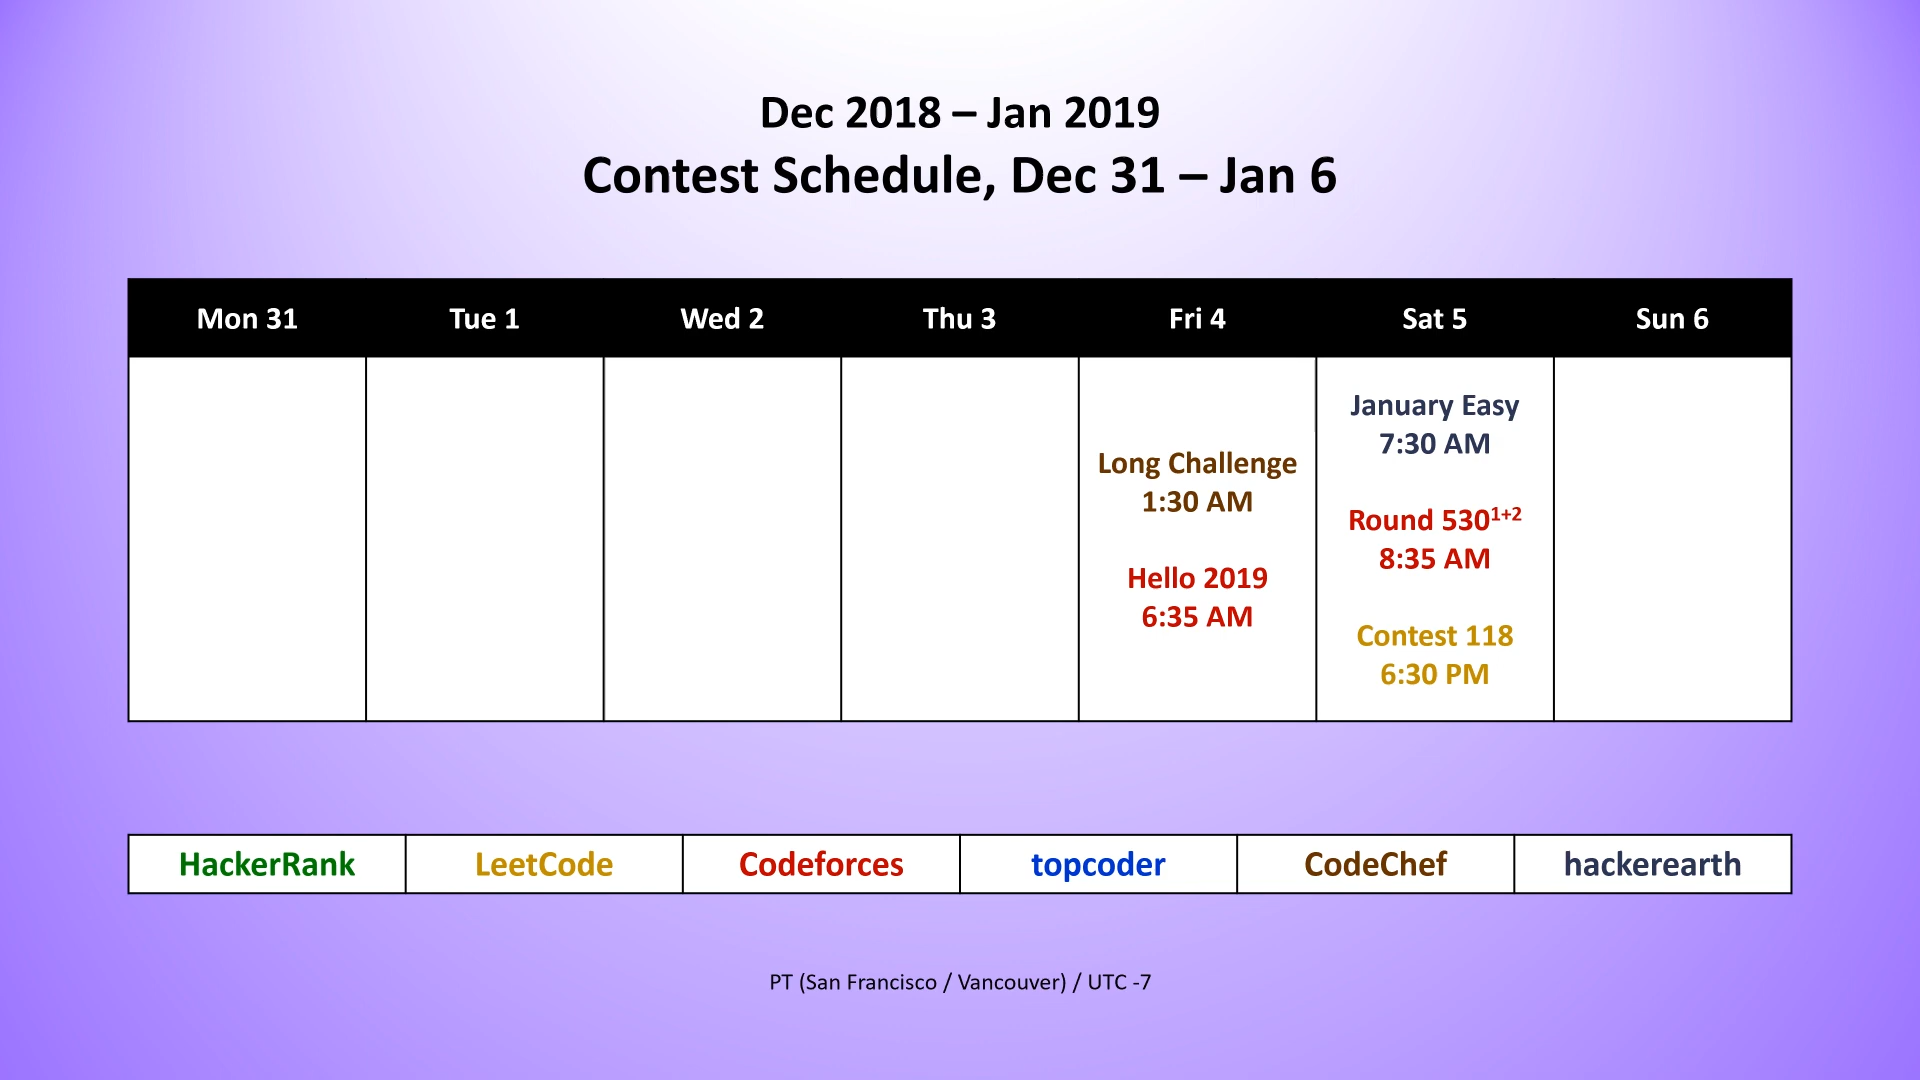 Dec 2018 – Jan 2019
Contest Schedule, Dec 31 – Jan 6
Mon 31 Tue 1 Wed 2 Thu 3 Fri 4 Sat 5 Sun 6
Long Challenge
1:30 AM
Hello 2019
6:35 AM
January Easy
7:30 AM
Round 530¹⁺²
8:35 AM
Contest 118
6:30 PM
HackerRank LeetCode Codeforces topcoder CodeChef hackerearth
PT (San Francisco / Vancouver) / UTC -7